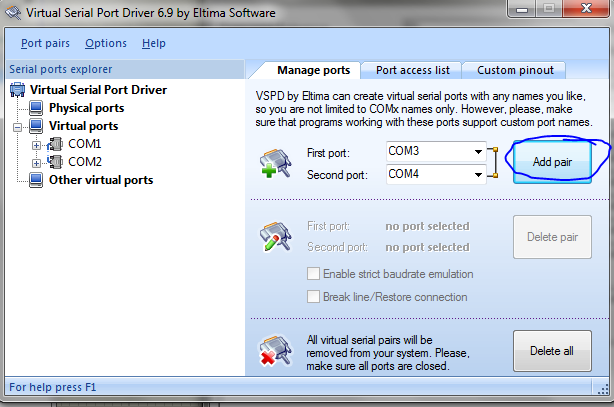 Virtual Serial Port Driver 6.9 by Eltima Software
Port pairs Options Help
Serial ports explorer
Virtual Serial Port Driver
Physical ports
Virtual ports
COM1
COM2
Other virtual ports
Manage ports Port access list Custom pinout
VSPD by Eltima can create virtual serial ports with any names you like,
so you are not limited to COMx names only. However, please, make
sure that programs working with these ports support custom port names.
First port: COM3
Second port: COM4
Add pair
First port: no port selected
Second port: no port selected
Delete pair
Enable strict baudrate emulation
Break line/Restore connection
All virtual serial pairs will be
removed from your system. Please,
make sure all ports are closed.
Delete all
For help press F1